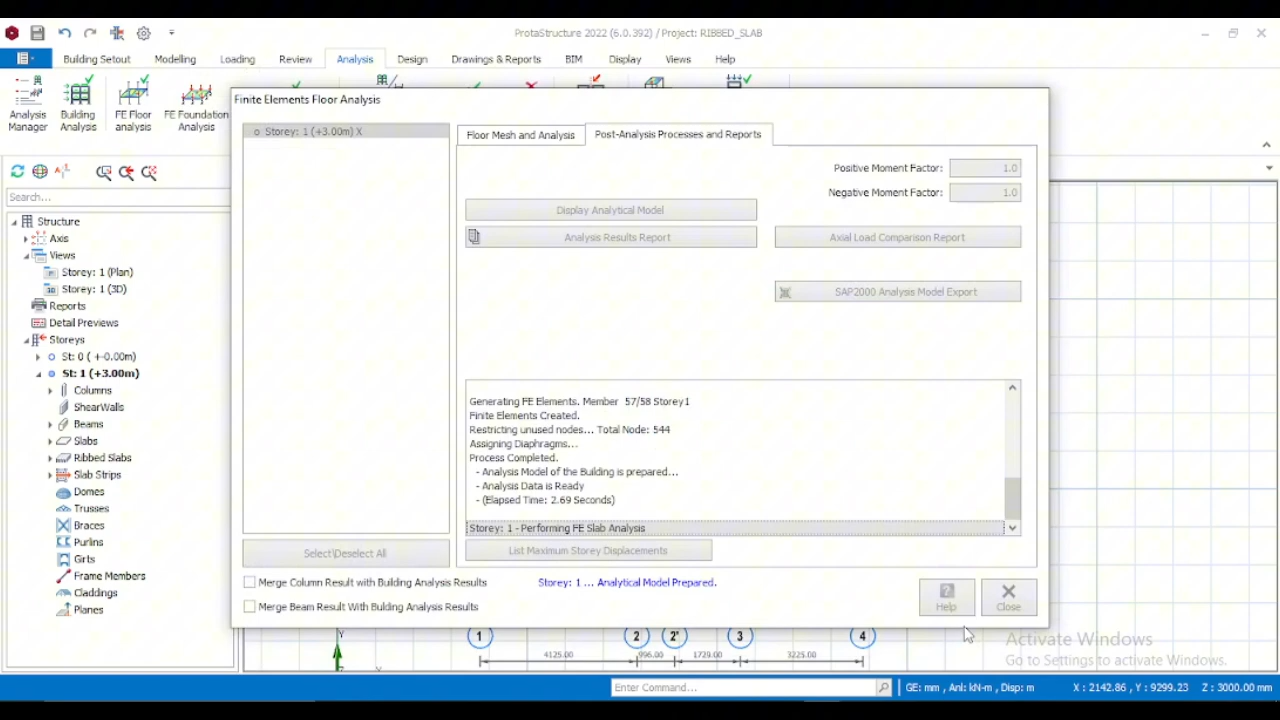 ProtaStructure 2022 (6.0.392) / Project: RIBBED_SLAB
Building Setout Modelling Loading Review Analysis Design Drawings & Reports BIM Display Views Help
Analysis Manager
Building Analysis
FE Floor analysis
FE Foundation Analysis
Finite Elements Floor Analysis
Storey: 1 (+3.00m) X
Floor Mesh and Analysis
Post-Analysis Processes and Reports
Positive Moment Factor: 1.0
Negative Moment Factor: 1.0
Display Analytical Model
Analysis Results Report
Axial Load Comparison Report
SAP2000 Analysis Model Export
Generating FE Elements. Member 57/58 Storey1
Finite Elements Created.
Restricting unused nodes... Total Node: 544
Assigning Diaphragms...
Process Completed.
- Analysis Model of the Building is prepared...
- Analysis Data is Ready
- (Elapsed Time: 2.69 Seconds)
Storey: 1 - Performing FE Slab Analysis
List Maximum Storey Displacements
Select\Deselect All
Merge Column Result with Building Analysis Results
Storey: 1 ... Analytical Model Prepared.
Merge Beam Result With Bulding Analysis Results
Help
Close
Search...
Structure
Axis
Views
Storey: 1 (Plan)
Storey: 1 (3D)
Reports
Detail Previews
Storeys
St: 0 ( +-0.00m)
St: 1 (+3.00m)
Columns
ShearWalls
Beams
Slabs
Ribbed Slabs
Slab Strips
Domes
Trusses
Braces
Purlins
Girts
Frame Members
Claddings
Planes
Y
1 2 2' 3 4
4125.00 996.00 1729.00 3225.00
Activate Windows
Go to Settings to activate Windows.
Enter Command...
GE: mm , Anl: kN-m , Disp: m
X : 2142.86 , Y : 9299.23 Z : 3000.00 mm